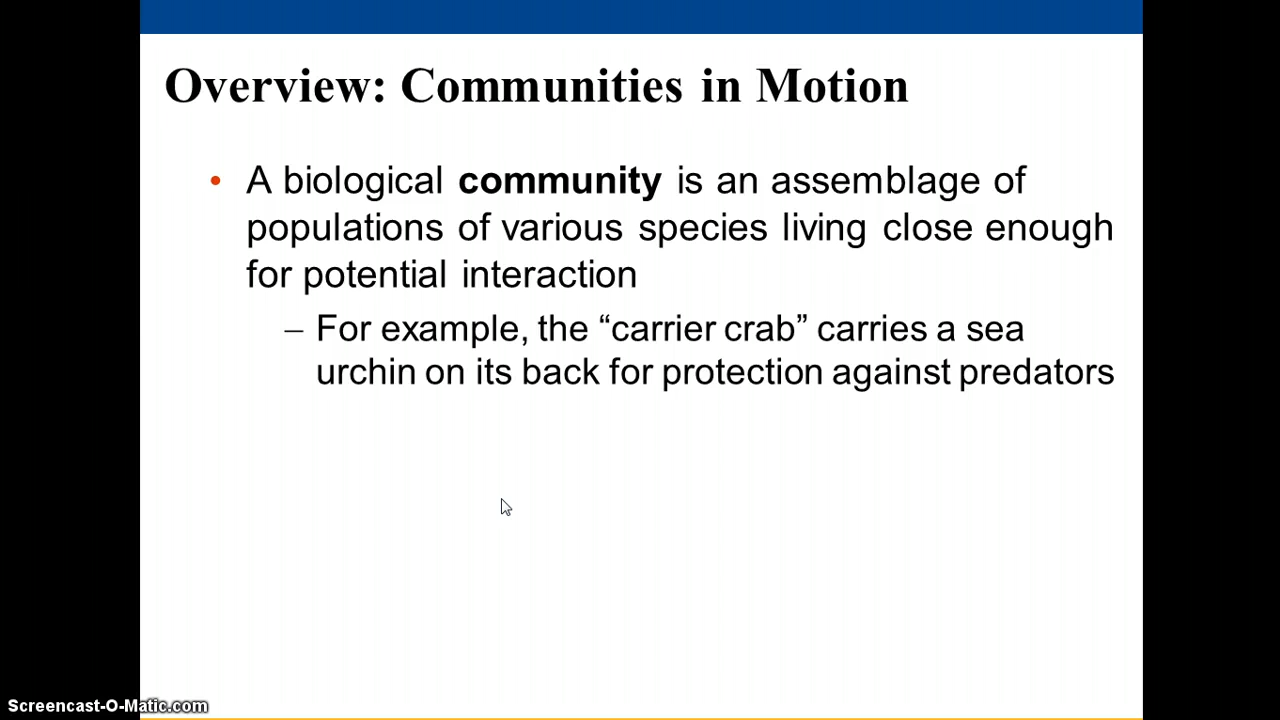 Overview: Communities in Motion
• A biological community is an assemblage of
populations of various species living close enough
for potential interaction
– For example, the “carrier crab” carries a sea
urchin on its back for protection against predators
Screencast-O-Matic.com